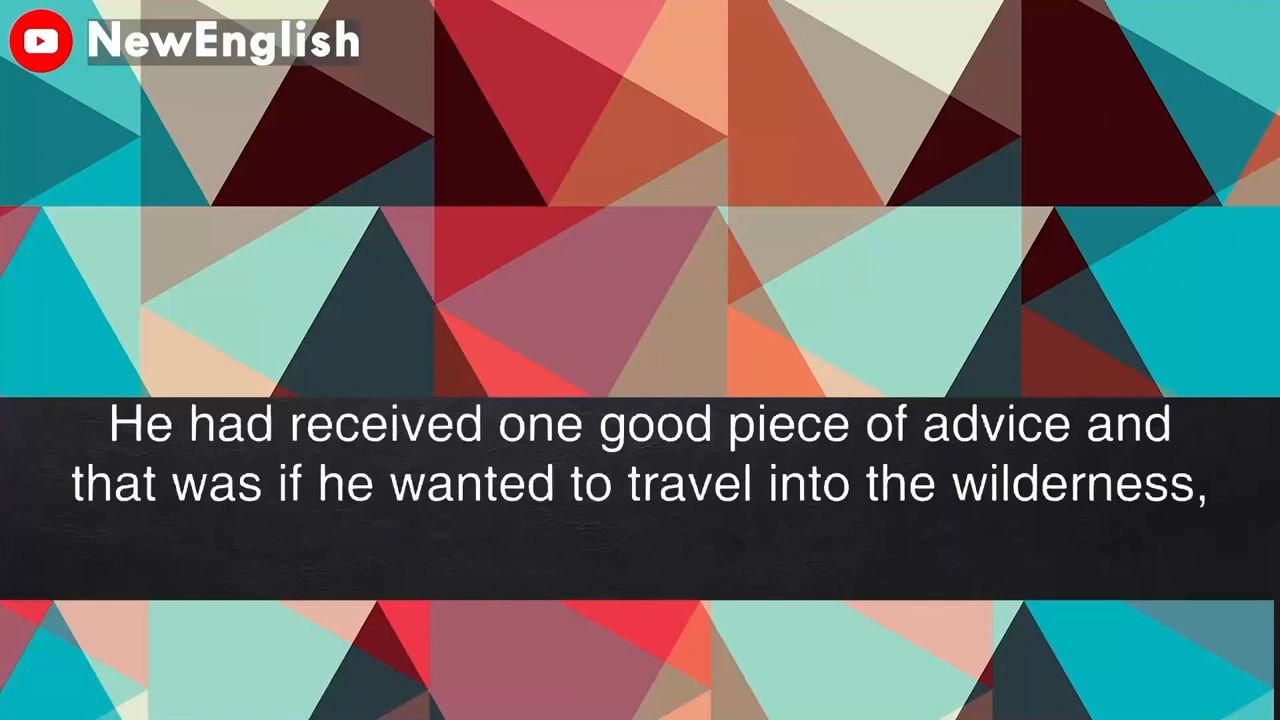 NewEnglish
He had received one good piece of advice and
that was if he wanted to travel into the wilderness,